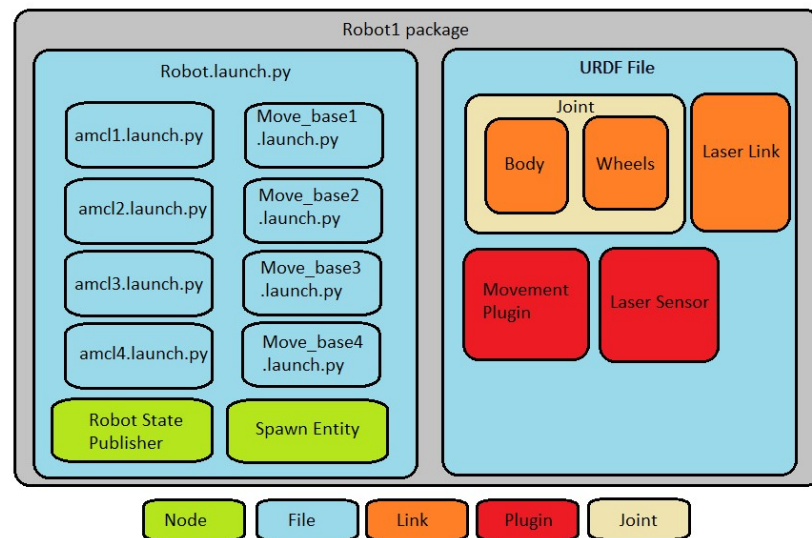 Robot1 package
Robot.launch.py
amcl1.launch.py
Move_base1
.launch.py
amcl2.launch.py
Move_base2
.launch.py
amcl3.launch.py
Move_base3
.launch.py
amcl4.launch.py
Move_base4
.launch.py
Robot State
Publisher
Spawn Entity
URDF File
Joint
Body
Wheels
Laser Link
Movement
Plugin
Laser Sensor
Node
File
Link
Plugin
Joint